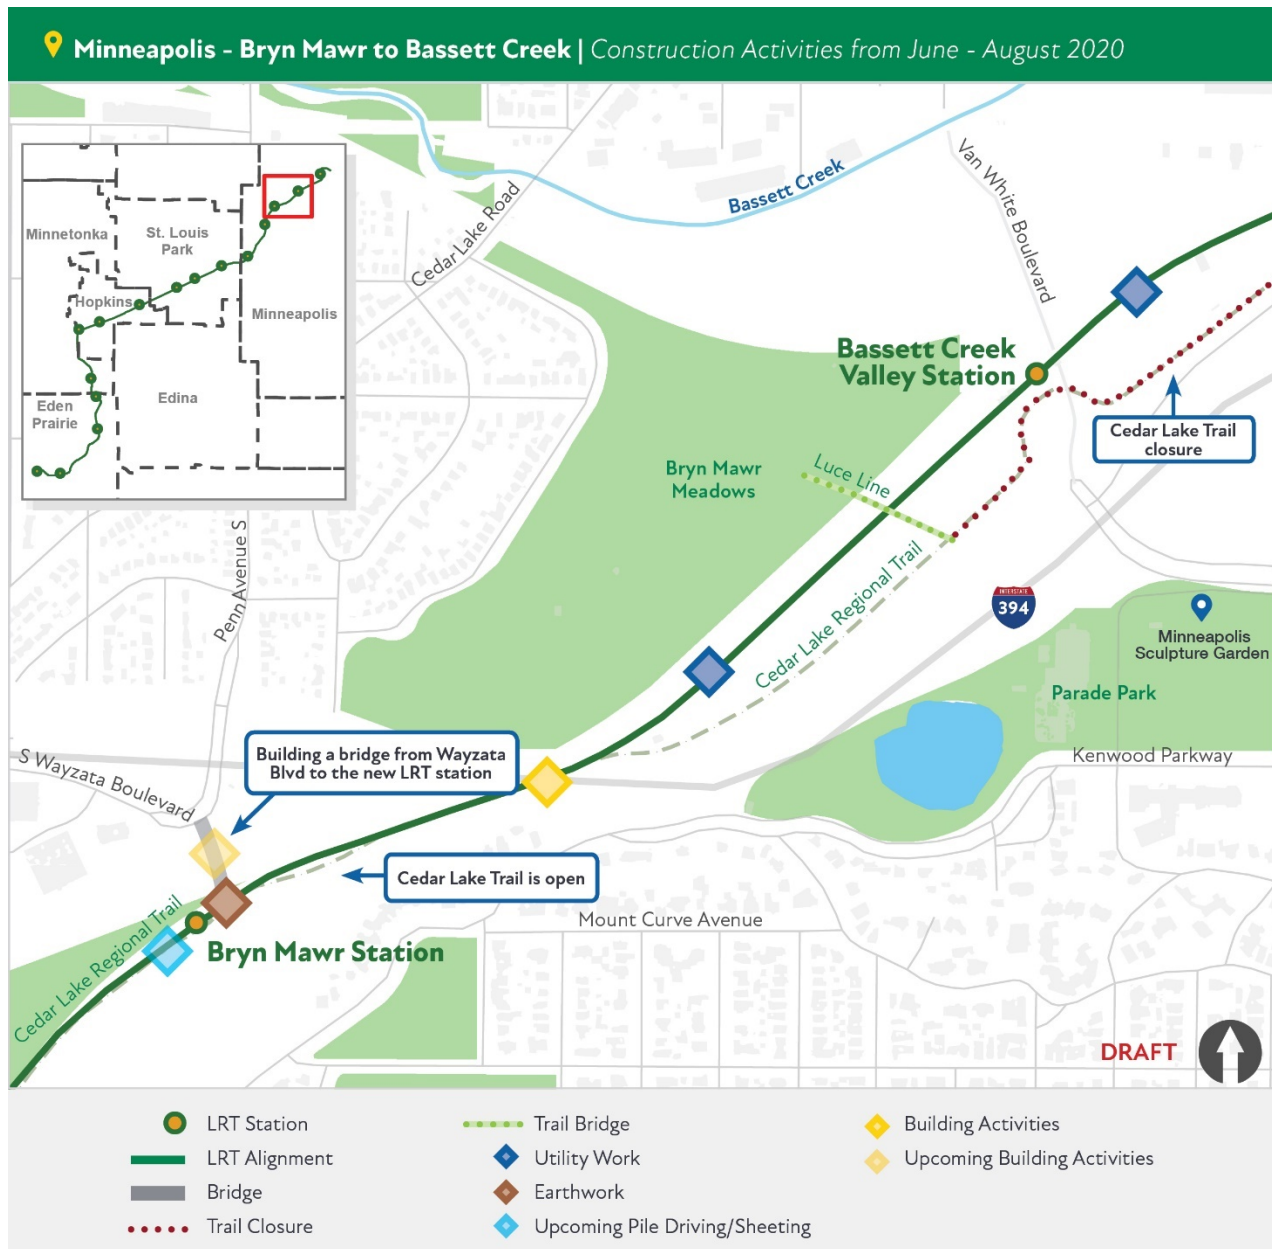 Minneapolis - Bryn Mawr to Bassett Creek | Construction Activities from June - August 2020
Minnetonka
St. Louis
Park
Hopkins
Minneapolis
Edina
Eden
Prairie
Cedar Lake Road
Bassett Creek
Van White Boulevard
Bassett Creek
Valley Station
Cedar Lake Trail
closure
Bryn Mawr
Meadows
Luce Line
Cedar Lake Regional Trail
Penn Avenue S
INTERSTATE
394
Minneapolis
Sculpture Garden
Parade Park
Kenwood Parkway
S Wayzata Boulevard
Building a bridge from Wayzata
Blvd to the new LRT station
Cedar Lake Trail is open
Mount Curve Avenue
Cedar Lake Regional Trail
Bryn Mawr Station
DRAFT
LRT Station
LRT Alignment
Bridge
Trail Closure
Trail Bridge
Utility Work
Earthwork
Upcoming Pile Driving/Sheeting
Building Activities
Upcoming Building Activities